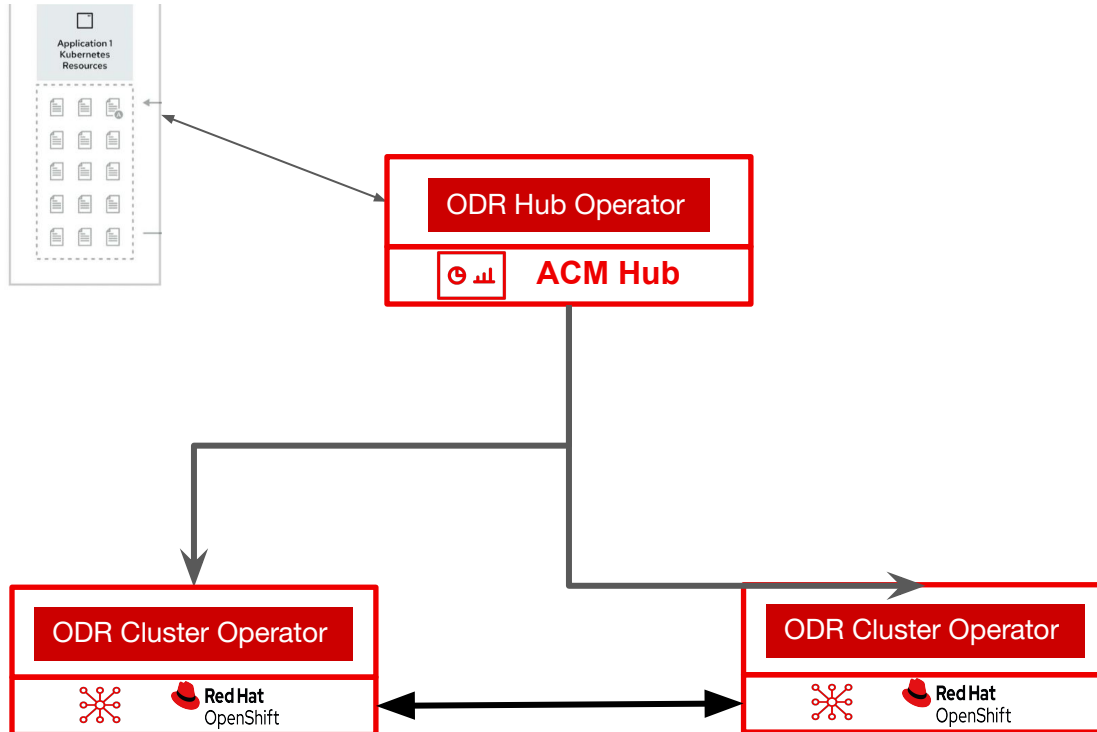 Application 1
Kubernetes
Resources
ODR Hub Operator
ACM Hub
ODR Cluster Operator
Red Hat
OpenShift
ODR Cluster Operator
Red Hat
OpenShift